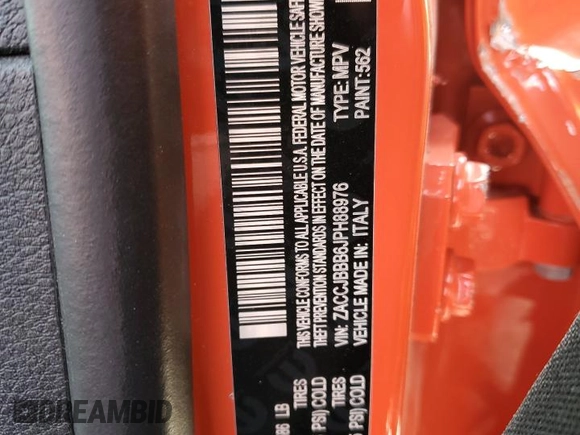 THIS VEHICLE CONFORMS TO ALL APPLICABLE U.S.A. FEDERAL MOTOR VEHICLE SAFE
THEFT PREVENTION STANDARDS IN EFFECT ON THE DATE OF MANUFACTURE SHOWN
VIN: ZACCJBBB6JPH88976 TYPE: MPV
VEHICLE MADE IN: ITALY PAINT: 562
86 LB
TIRES
PSI) COLD
TIRES
PSI) COLD
DREAMBID